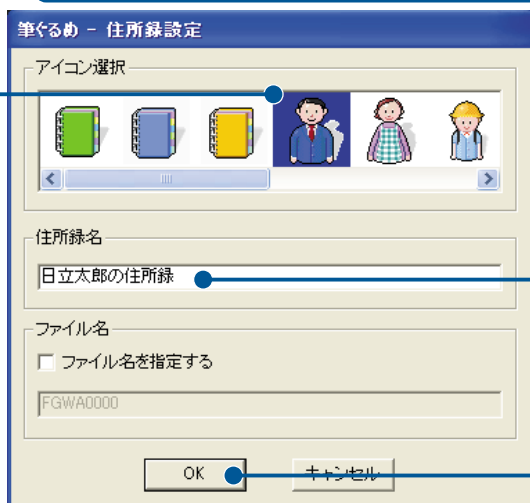 筆ぐるめ - 住所録設定
アイコン選択
住所録名
日立太郎の住所録
ファイル名
ファイル名を指定する
FGWA0000
OK
キャンセル